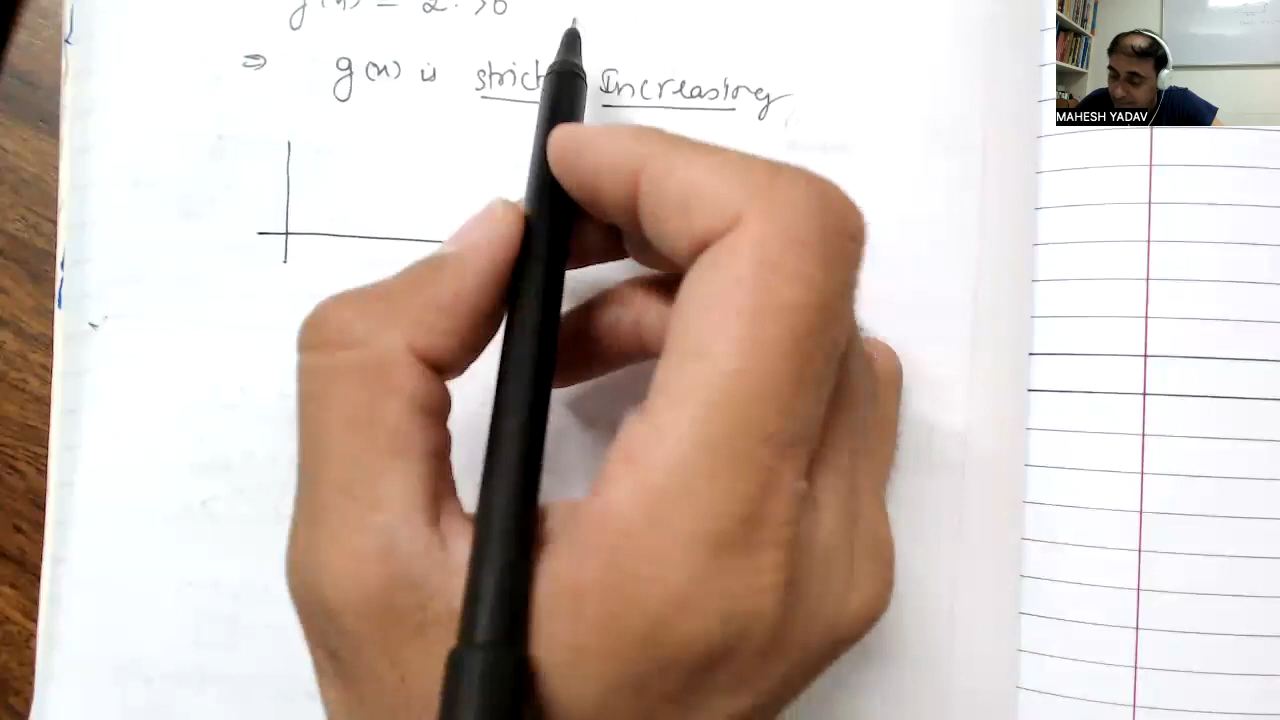 MAHESH YADAV
⇒ g(x) is strict Increasing